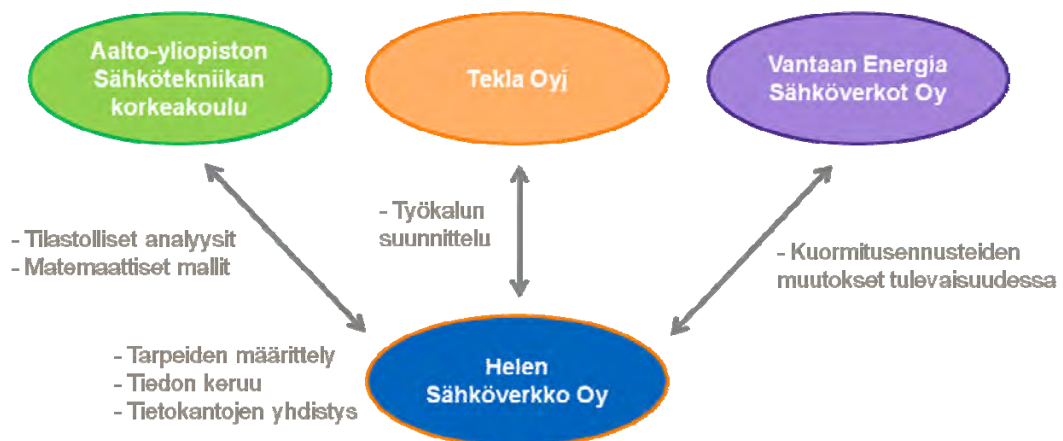 Aalto-yliopiston
Sähkötekniikan
korkeakoulu
Tekla Oyj
Vantaan Energia
Sähköverkot Oy
- Tilastolliset analyysit
- Matemaattiset mallit
- Työkalun
suunnittelu
- Kuormitusennusteiden
muutokset tulevaisuudessa
- Tarpeiden määrittely
- Tiedon keruu
- Tietokantojen yhdistys
Helen
Sähköverkko Oy